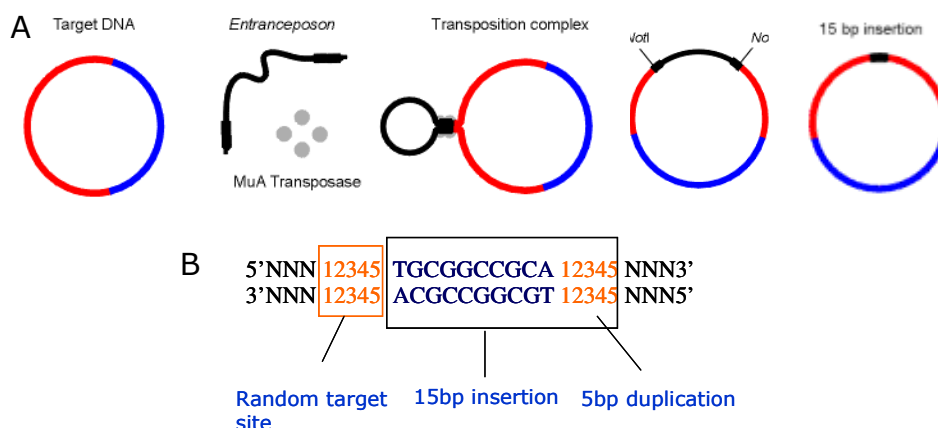 A
Target DNA
Entranceposon
Transposition complex
NotI
No
15 bp insertion
MuA Transposase
B
5’NNN 12345 TGCGGCCGCA 12345 NNN3’
3’NNN 12345 ACGCCGGCGT 12345 NNN5’
Random target
site
15bp insertion
5bp duplication